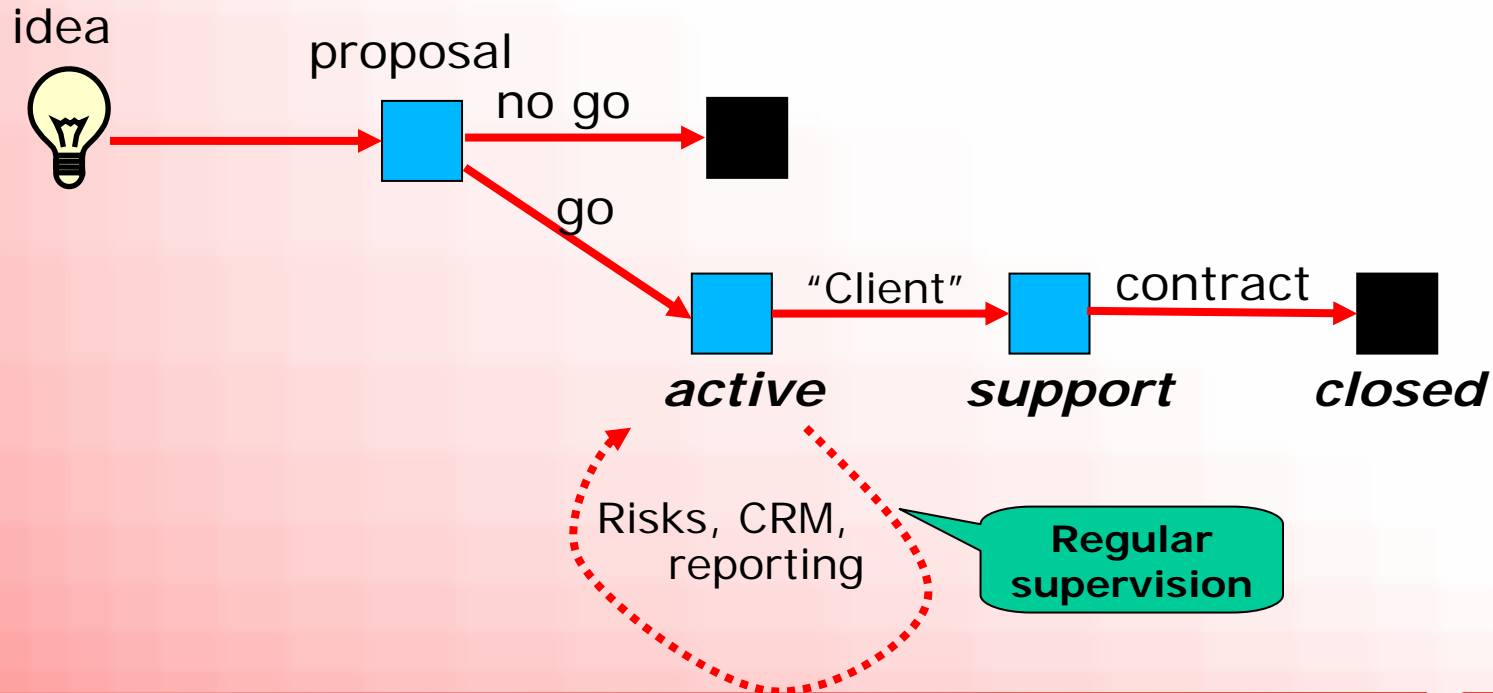 idea
proposal
no go
go
“Client”
contract
active
support
closed
Risks, CRM,
reporting
Regular
supervision